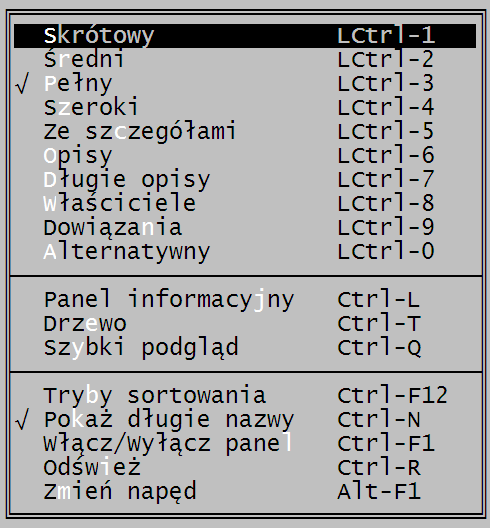 Skrótowy LCtrl-1
Średni LCtrl-2
√ Pełny LCtrl-3
Szeroki LCtrl-4
Ze szczegółami LCtrl-5
Opisy LCtrl-6
Długie opisy LCtrl-7
Właściciele LCtrl-8
Dowiązania LCtrl-9
Alternatywny LCtrl-0
Panel informacyjny Ctrl-L
Drzewo Ctrl-T
Szybki podgląd Ctrl-Q
Tryby sortowania Ctrl-F12
√ Pokaż długie nazwy Ctrl-N
Włącz/Wyłącz panel Ctrl-F1
Odśwież Ctrl-R
Zmień napęd Alt-F1